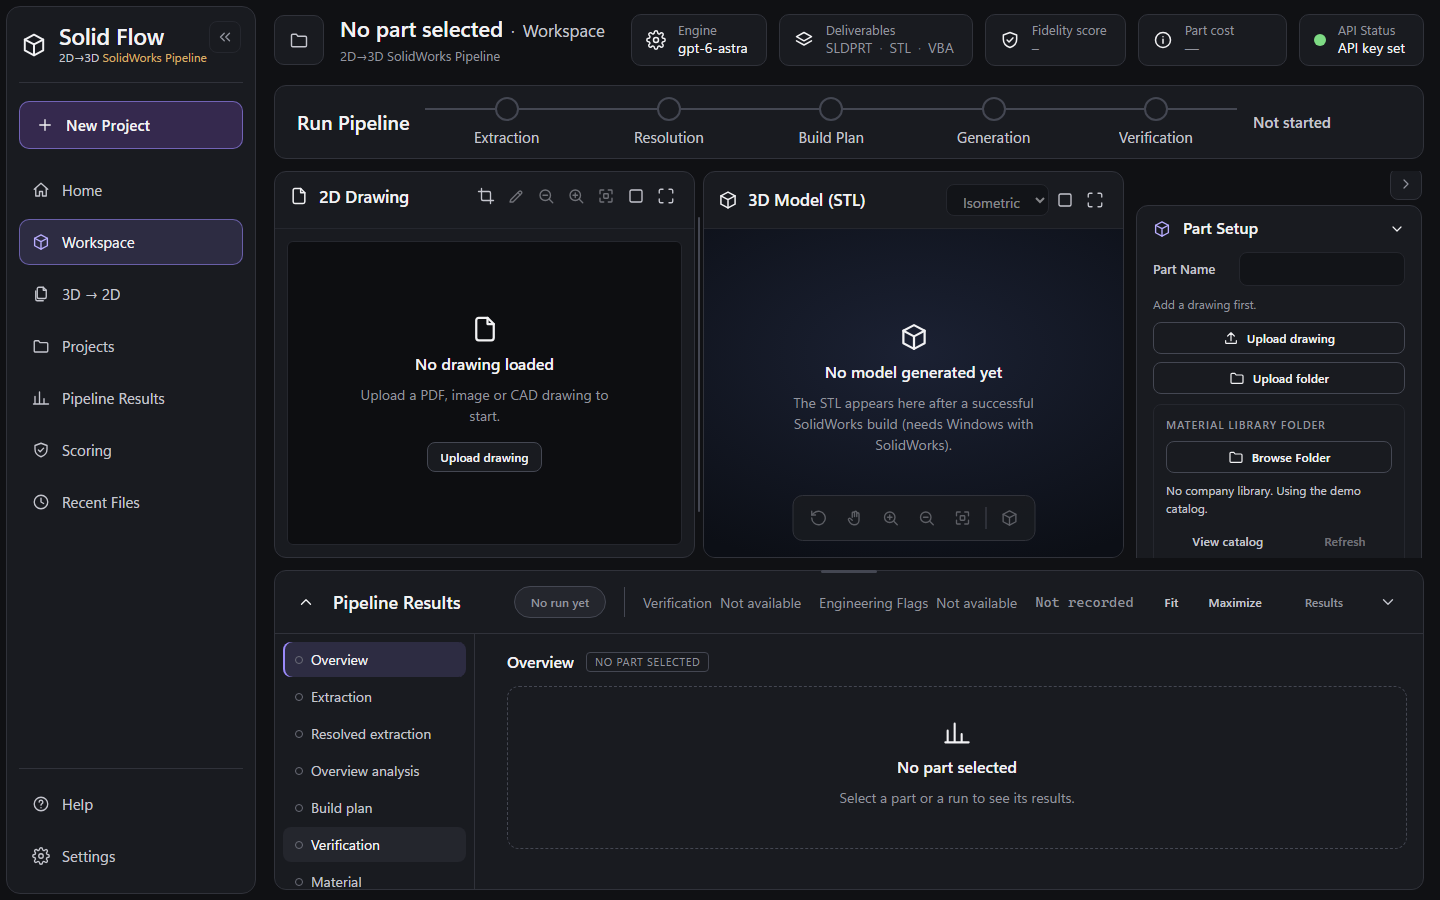 Solid Flow
2D→3D SolidWorks Pipeline
New Project
Home
Workspace
3D → 2D
Projects
Pipeline Results
Scoring
Recent Files
Help
Settings
No part selected · Workspace
2D→3D SolidWorks Pipeline
Engine
gpt-6-astra
Deliverables
SLDPRT · STL · VBA
Fidelity score
–
Part cost
—
API Status
API key set
Run Pipeline
Extraction
Resolution
Build Plan
Generation
Verification
Not started
2D Drawing
No drawing loaded
Upload a PDF, image or CAD drawing to
start.
Upload drawing
3D Model (STL)
Isometric
No model generated yet
The STL appears here after a successful
SolidWorks build (needs Windows with
SolidWorks).
Part Setup
Part Name
Add a drawing first.
Upload drawing
Upload folder
MATERIAL LIBRARY FOLDER
Browse Folder
No company library. Using the demo
catalog.
View catalog
Refresh
Pipeline Results
No run yet
Verification Not available
Engineering Flags Not available
Not recorded
Fit
Maximize
Results
Overview
Extraction
Resolved extraction
Overview analysis
Build plan
Verification
Material
Overview
NO PART SELECTED
No part selected
Select a part or a run to see its results.